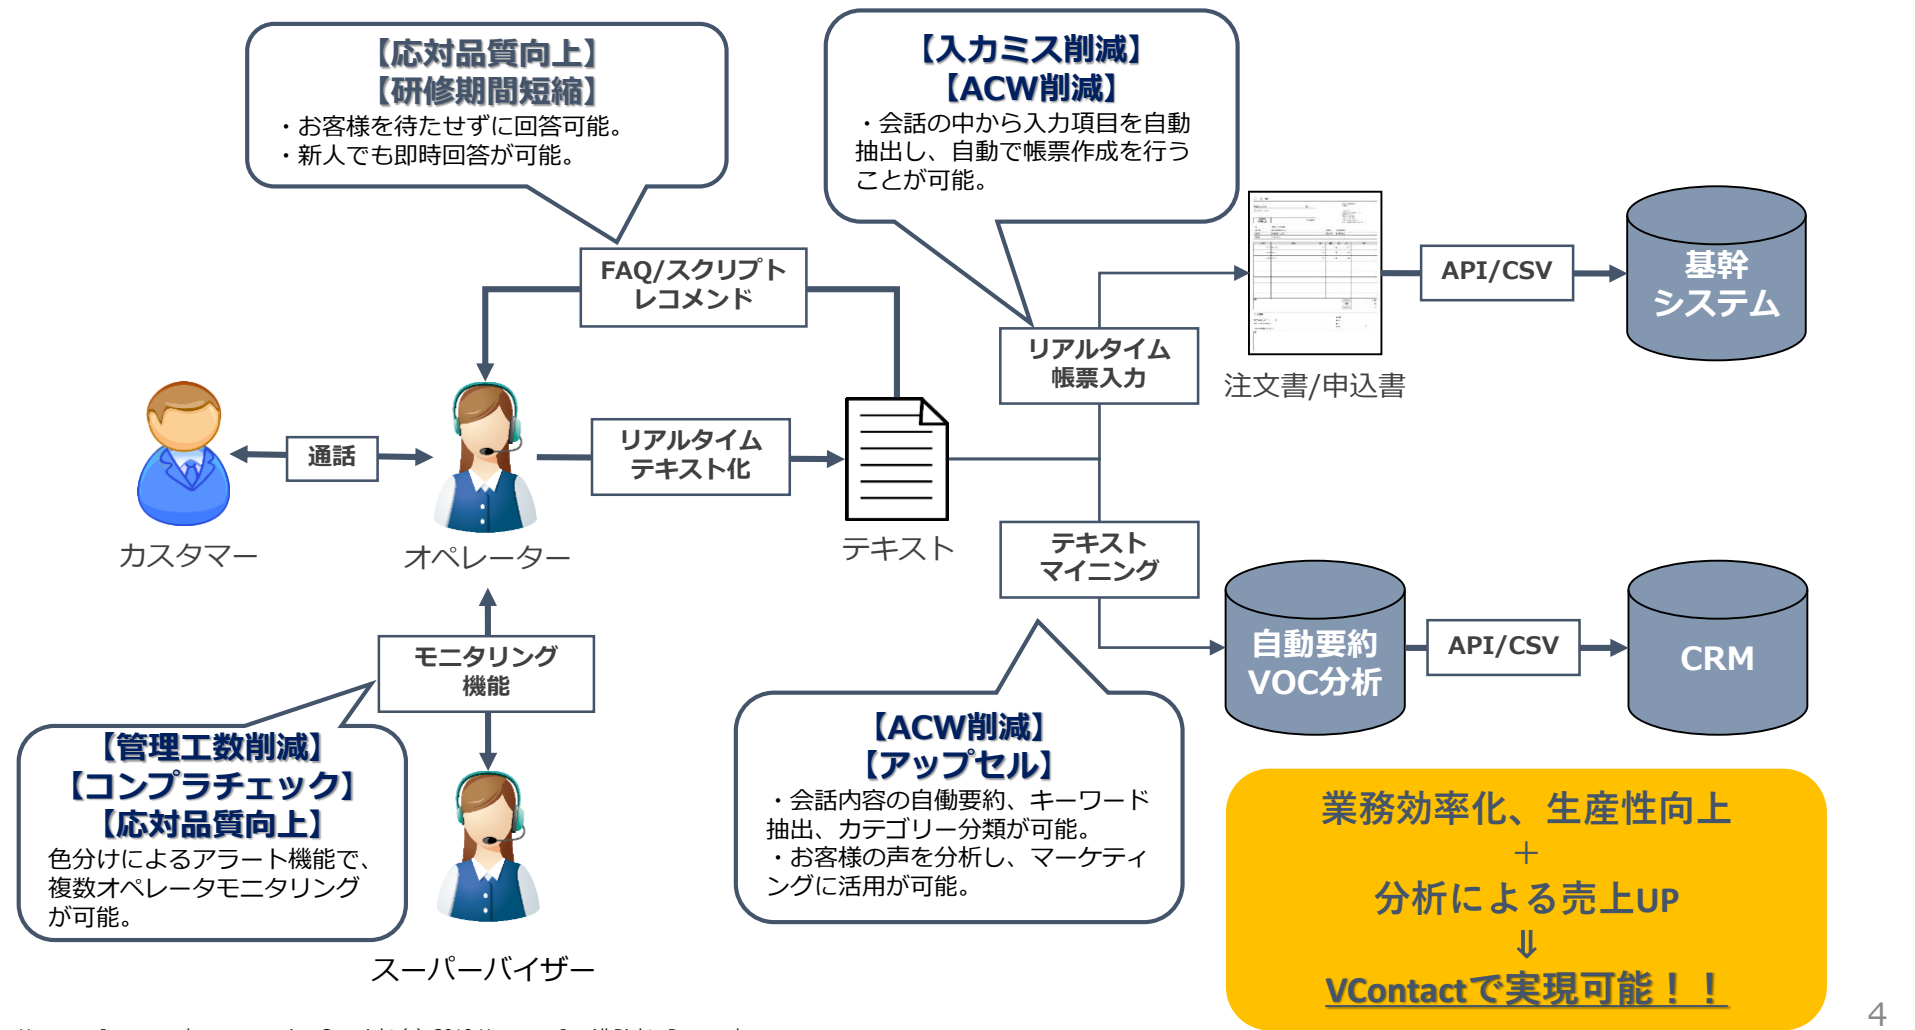 【応対品質向上】
【研修期間短縮】
・お客様を待たせずに回答可能。
・新人でも即時回答が可能。
【入力ミス削減】
【ACW削減】
・会話の中から入力項目を自動
抽出し、自動で帳票作成を行う
ことが可能。
FAQ/スクリプト
レコメンド
リアルタイム
帳票入力
注文書/申込書
API/CSV
基幹
システム
カスタマー
通話
オペレーター
リアルタイム
テキスト化
テキスト
テキスト
マイニング
自動要約
VOC分析
API/CSV
CRM
モニタリング
機能
【管理工数削減】
【コンプラチェック】
【応対品質向上】
色分けによるアラート機能で、
複数オペレータモニタリング
が可能。
スーパーバイザー
【ACW削減】
【アップセル】
・会話内容の自働要約、キーワード
抽出、カテゴリー分類が可能。
・お客様の声を分析し、マーケティ
ングに活用が可能。
業務効率化、生産性向上
＋
分析による売上UP
⇓
VContactで実現可能！！
4